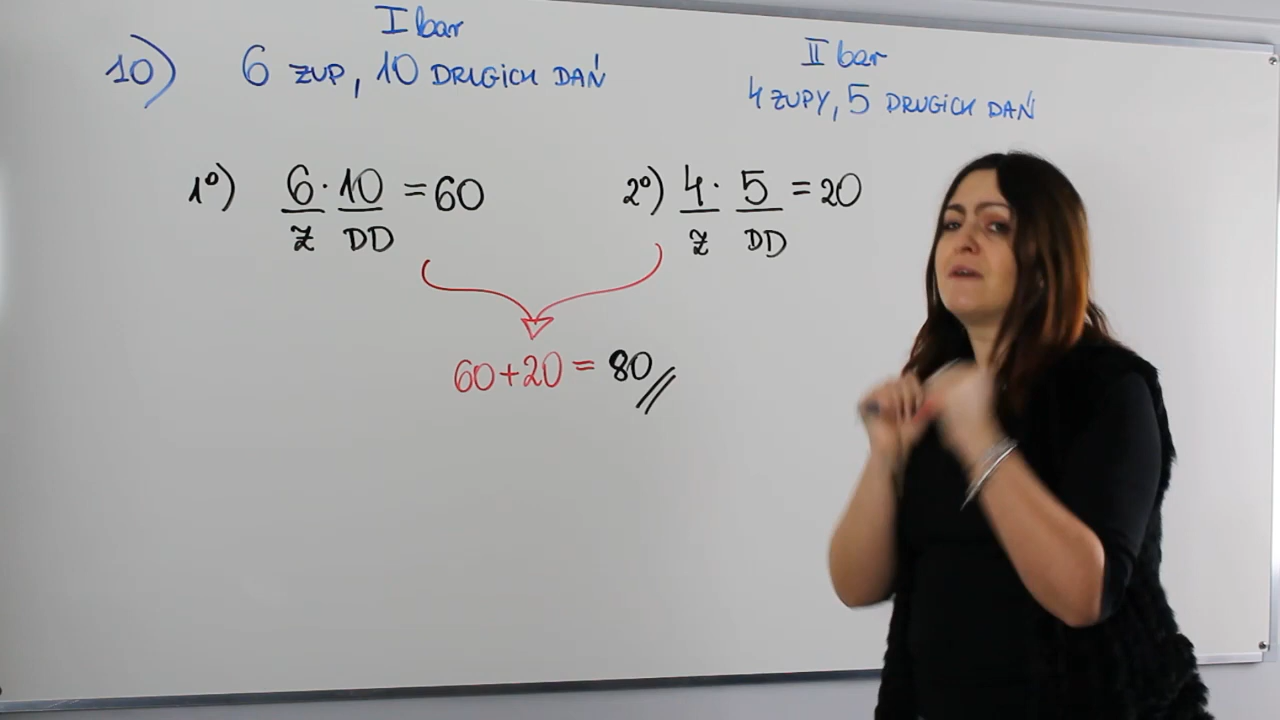 I bar
10) 6 ZUP, 10 DRUGICH DAŃ
II bar
4 ZUPY, 5 DRUGICH DAŃ
1°) 6 · 10 = 60
Z DD
2°) 4 · 5 = 20
Z DD
60+20 = 80